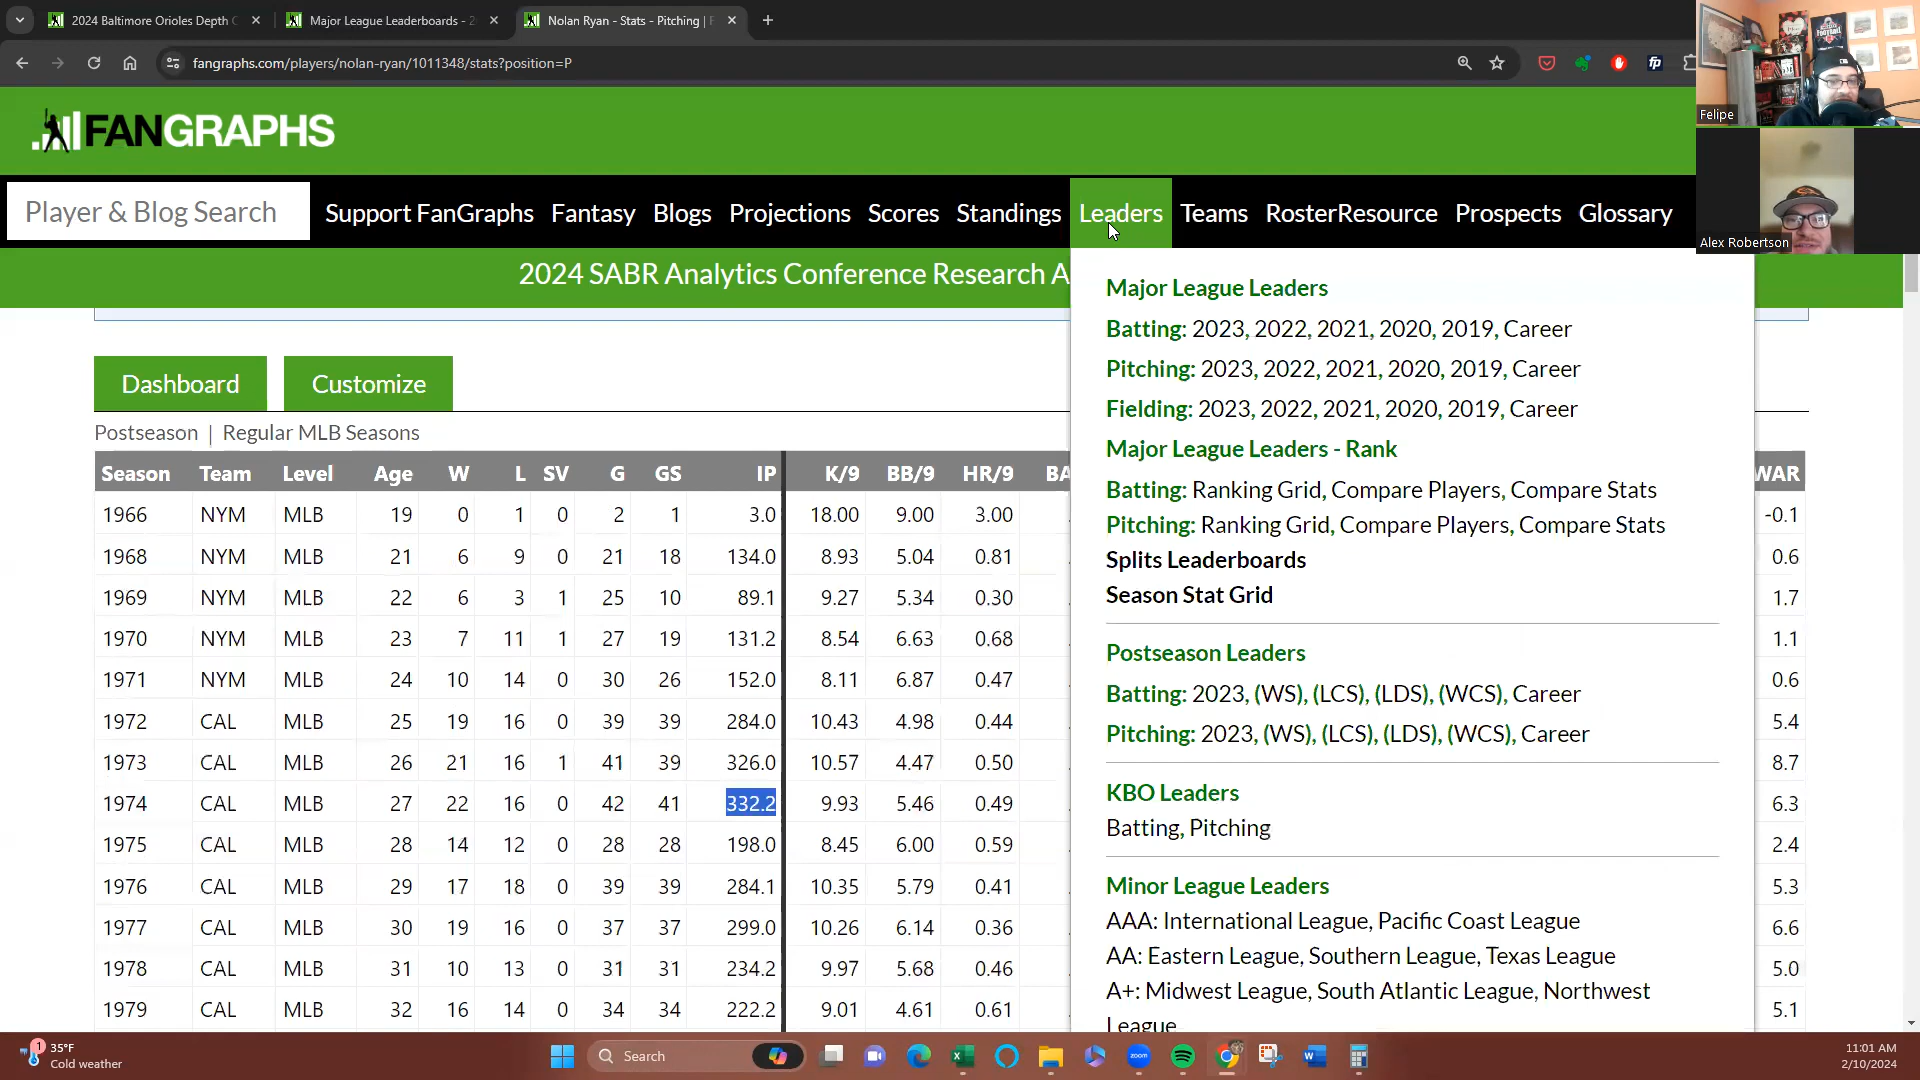 2024 Baltimore Orioles Depth C
Major League Leaderboards - 2
Nolan Ryan - Stats - Pitching | F
fangraphs.com/players/nolan-ryan/1011348/stats?position=P
Felipe
Alex Robertson
FANGRAPHS
Player & Blog Search
Support FanGraphs Fantasy Blogs Projections Scores Standings Leaders Teams RosterResource Prospects Glossary
2024 SABR Analytics Conference Research A
Major League Leaders
Batting: 2023, 2022, 2021, 2020, 2019, Career
Pitching: 2023, 2022, 2021, 2020, 2019, Career
Fielding: 2023, 2022, 2021, 2020, 2019, Career
Major League Leaders - Rank
Batting: Ranking Grid, Compare Players, Compare Stats
Pitching: Ranking Grid, Compare Players, Compare Stats
Splits Leaderboards
Season Stat Grid
Postseason Leaders
Batting: 2023, (WS), (LCS), (LDS), (WCS), Career
Pitching: 2023, (WS), (LCS), (LDS), (WCS), Career
KBO Leaders
Batting, Pitching
Minor League Leaders
AAA: International League, Pacific Coast League
AA: Eastern League, Southern League, Texas League
A+: Midwest League, South Atlantic League, Northwest
League
Dashboard Customize
Postseason | Regular MLB Seasons
Season Team Level Age W L SV G GS IP K/9 BB/9 HR/9 BA WAR
1966 NYM MLB 19 0 1 0 2 1 3.0 18.00 9.00 3.00 -0.1
1968 NYM MLB 21 6 9 0 21 18 134.0 8.93 5.04 0.81 0.6
1969 NYM MLB 22 6 3 1 25 10 89.1 9.27 5.34 0.30 1.7
1970 NYM MLB 23 7 11 1 27 19 131.2 8.54 6.63 0.68 1.1
1971 NYM MLB 24 10 14 0 30 26 152.0 8.11 6.87 0.47 0.6
1972 CAL MLB 25 19 16 0 39 39 284.0 10.43 4.98 0.44 5.4
1973 CAL MLB 26 21 16 1 41 39 326.0 10.57 4.47 0.50 8.7
1974 CAL MLB 27 22 16 0 42 41 332.2 9.93 5.46 0.49 6.3
1975 CAL MLB 28 14 12 0 28 28 198.0 8.45 6.00 0.59 2.4
1976 CAL MLB 29 17 18 0 39 39 284.1 10.35 5.79 0.41 5.3
1977 CAL MLB 30 19 16 0 37 37 299.0 10.26 6.14 0.36 6.6
1978 CAL MLB 31 10 13 0 31 31 234.2 9.97 5.68 0.46 5.0
1979 CAL MLB 32 16 14 0 34 34 222.2 9.01 4.61 0.61 5.1
1
35°F
Cold weather
Search
zoom
11:01 AM
2/10/2024